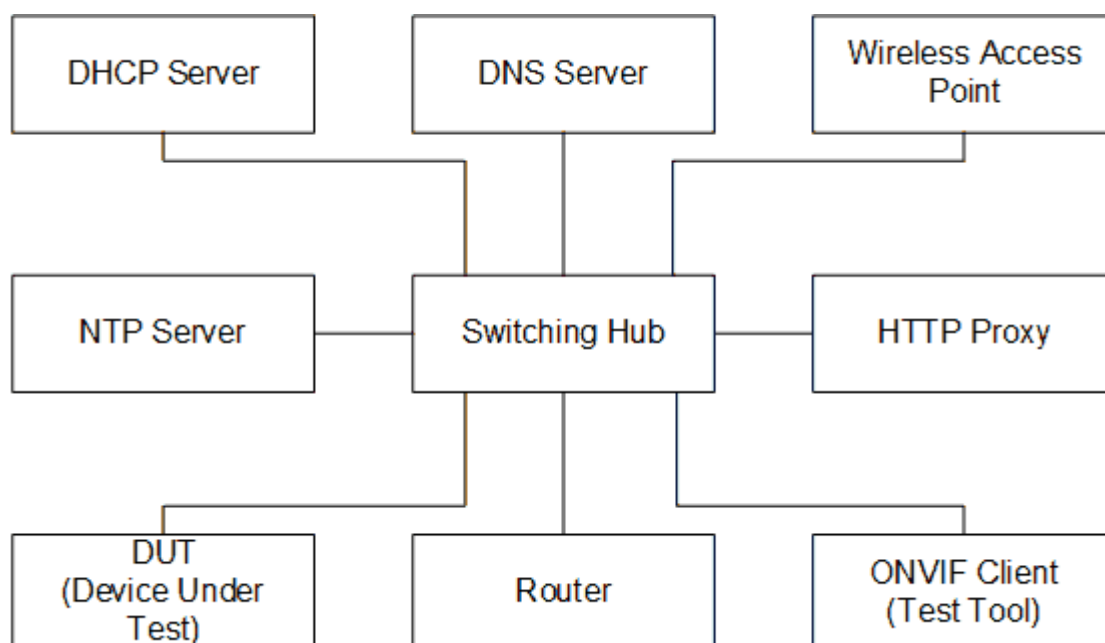 DHCP Server
DNS Server
Wireless Access
Point
NTP Server
Switching Hub
HTTP Proxy
DUT
(Device Under
Test)
Router
ONVIF Client
(Test Tool)